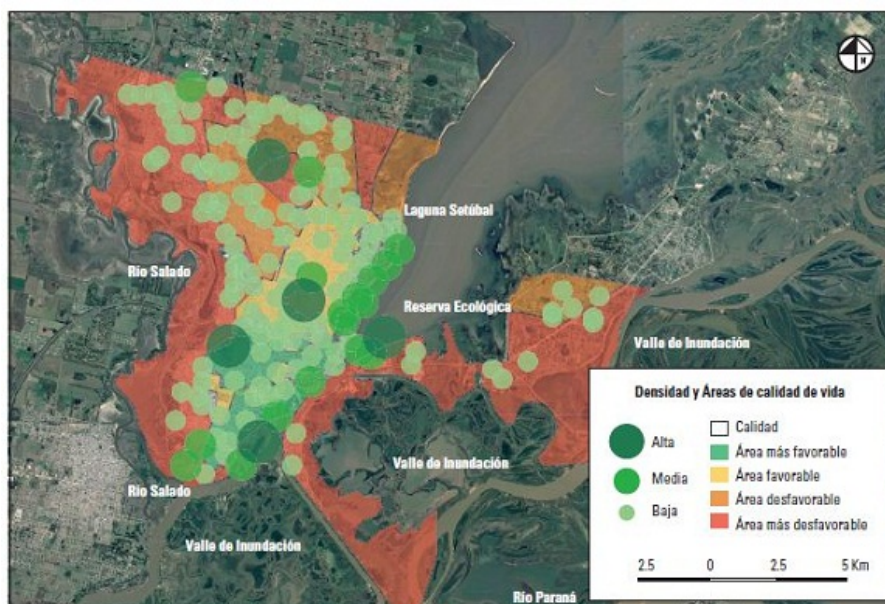 N
Laguna Setúbal
Río Salado
Reserva Ecológica
Valle de Inundación
Densidad y Áreas de calidad de vida
Alta
Media
Baja
Calidad
Área más favorable
Área favorable
Área desfavorable
Área más desfavorable
2.5 0 2.5 5 Km
Valle de Inundación
Río Salado
Valle de Inundación
Río Paraná